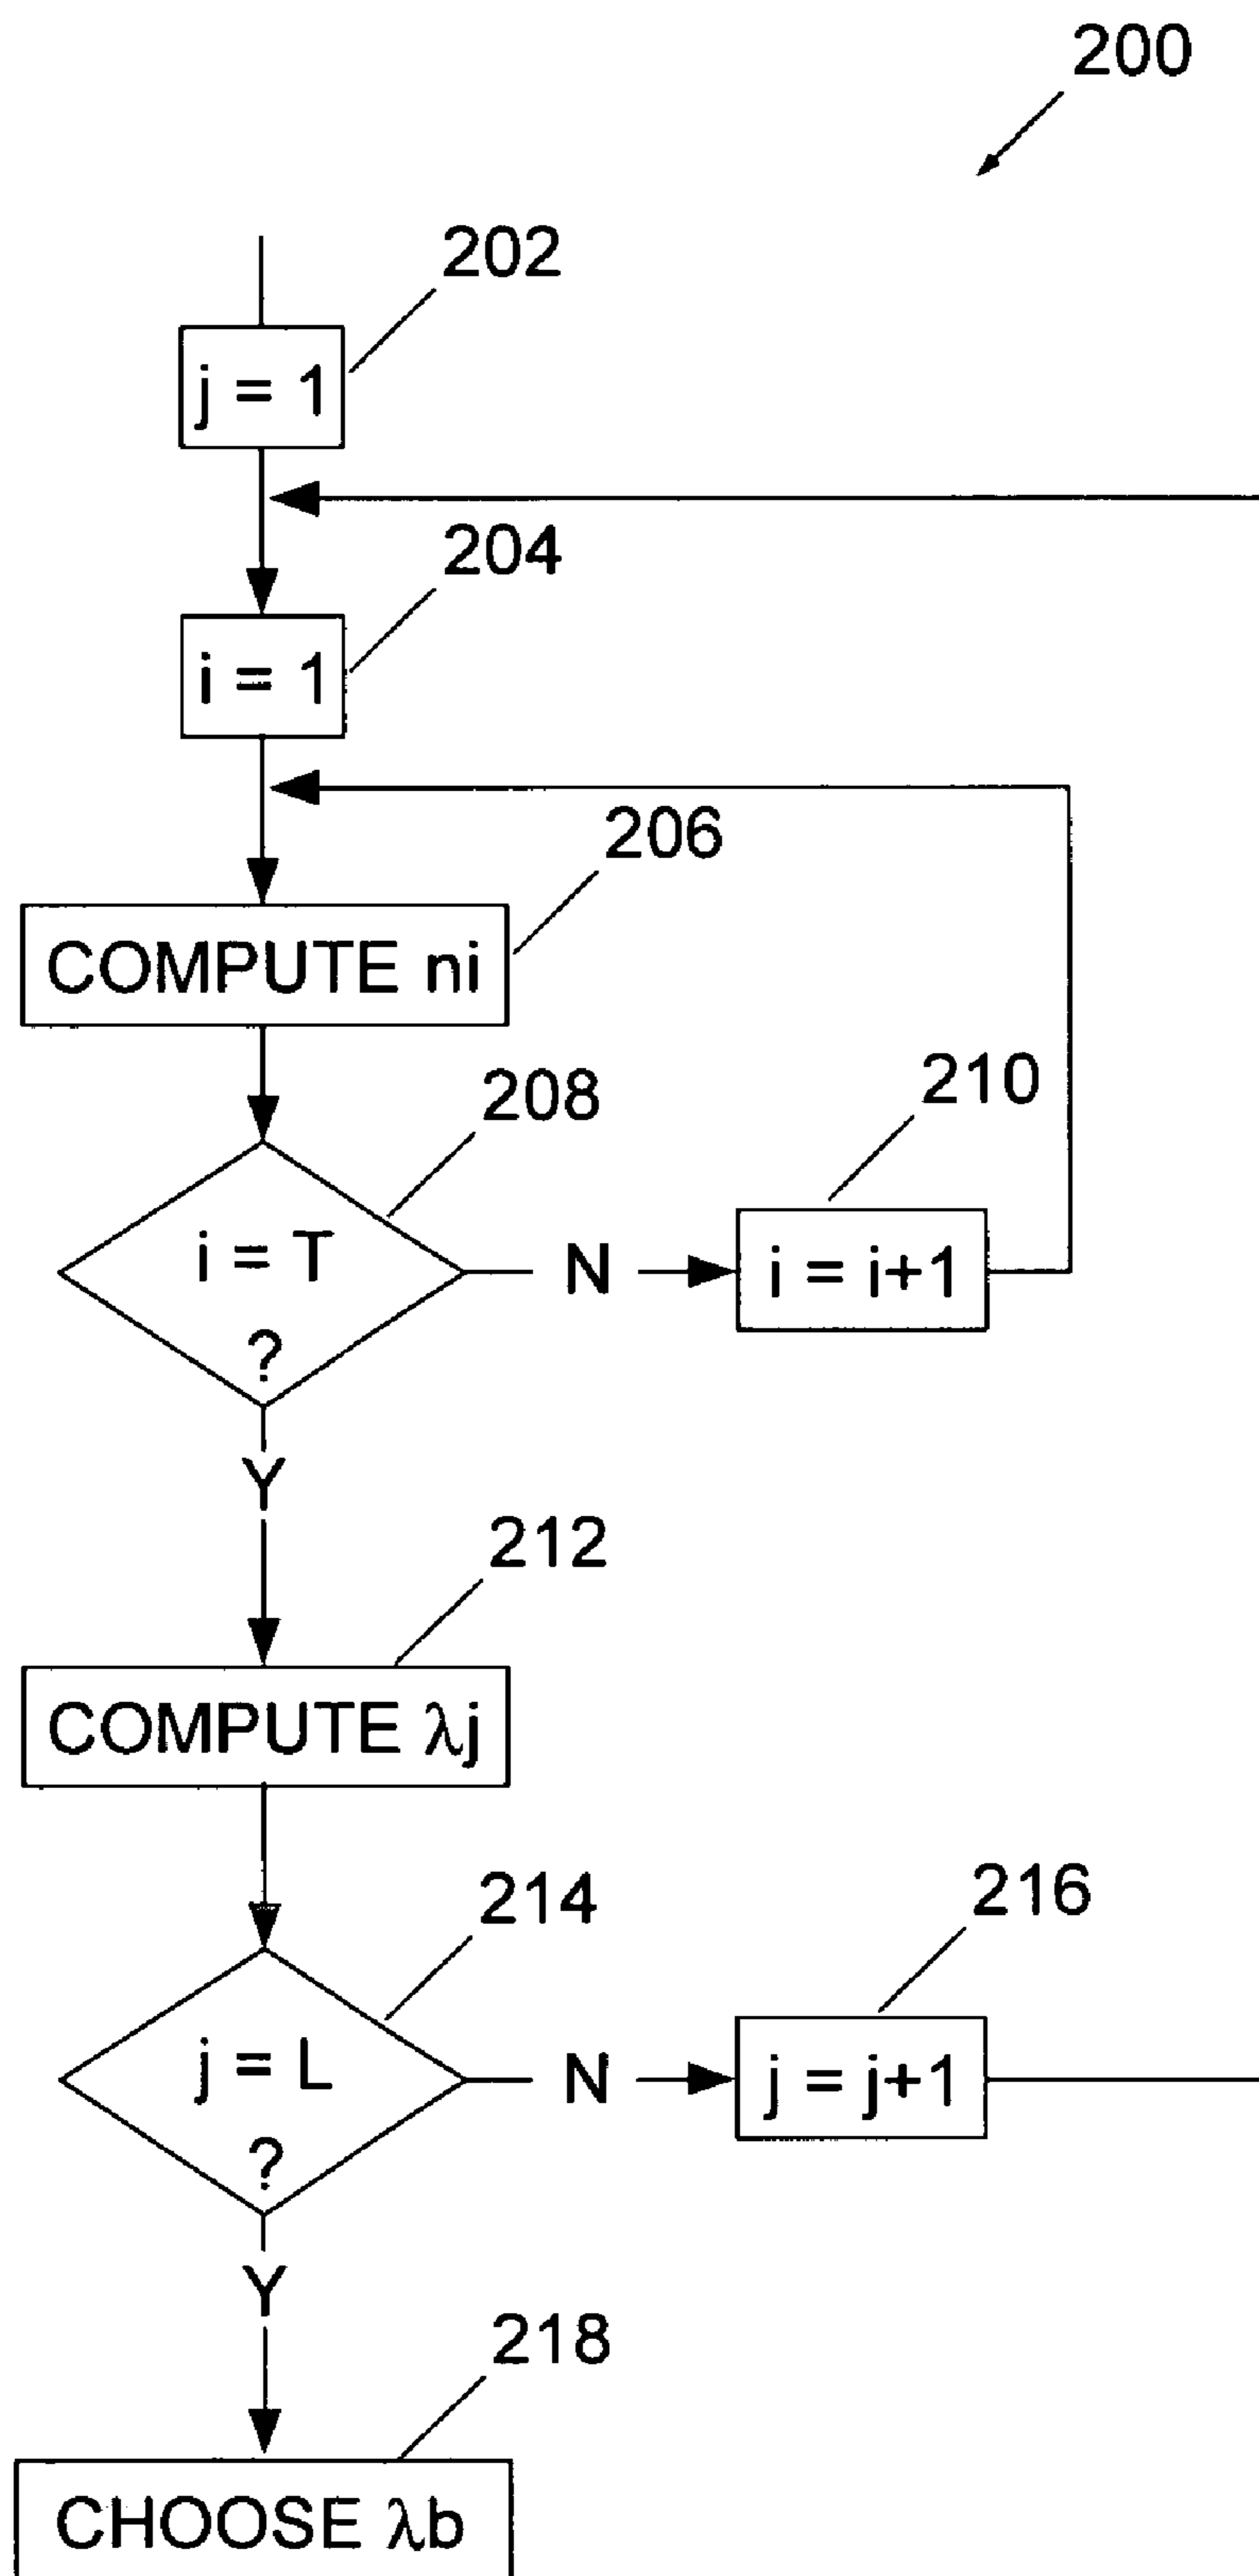 200
202
j = 1
204
i = 1
206
COMPUTE ni
208
210
i = T
?
N
i = i+1
Y
212
COMPUTE λj
214
216
j = L
?
N
j = j+1
Y
218
CHOOSE λb